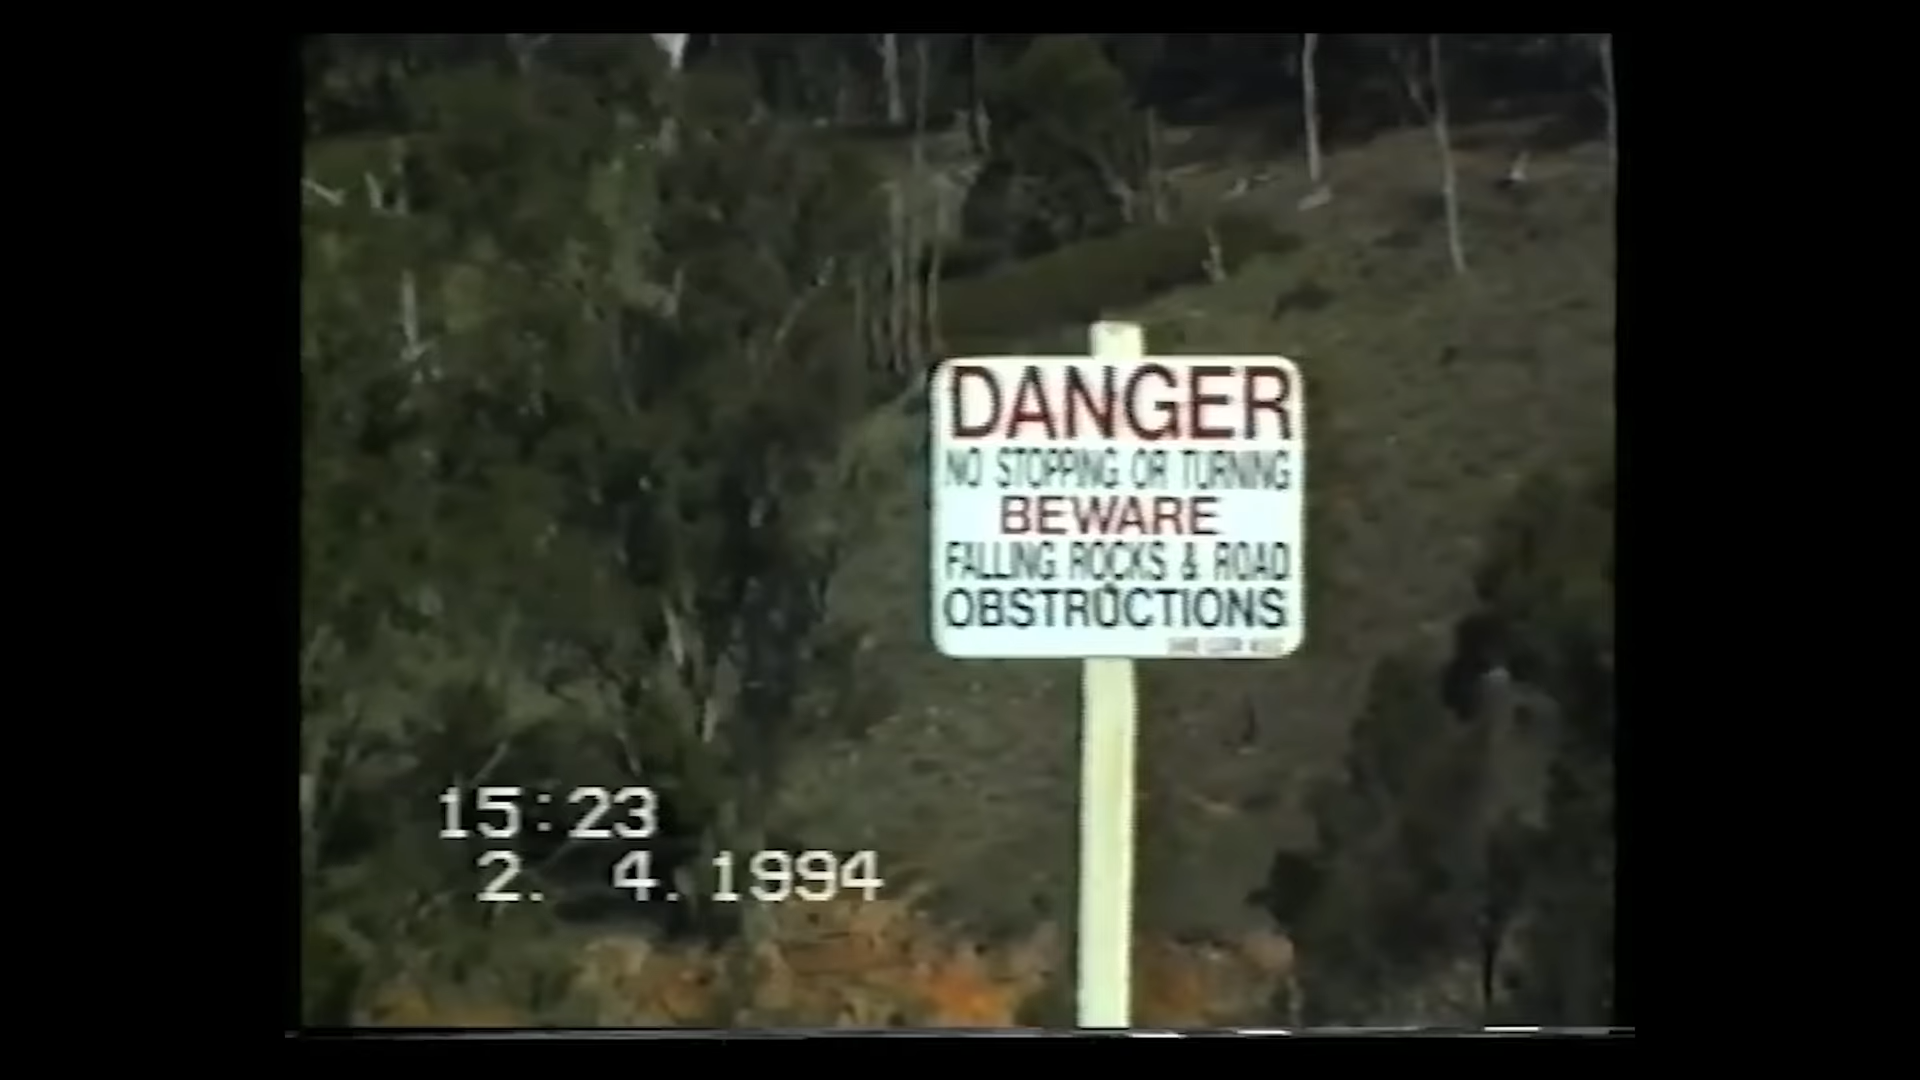 DANGER
NO STOPPING OR TURNING
BEWARE
FALLING ROCKS & ROAD
OBSTRUCTIONS
15:23
2. 4.1994